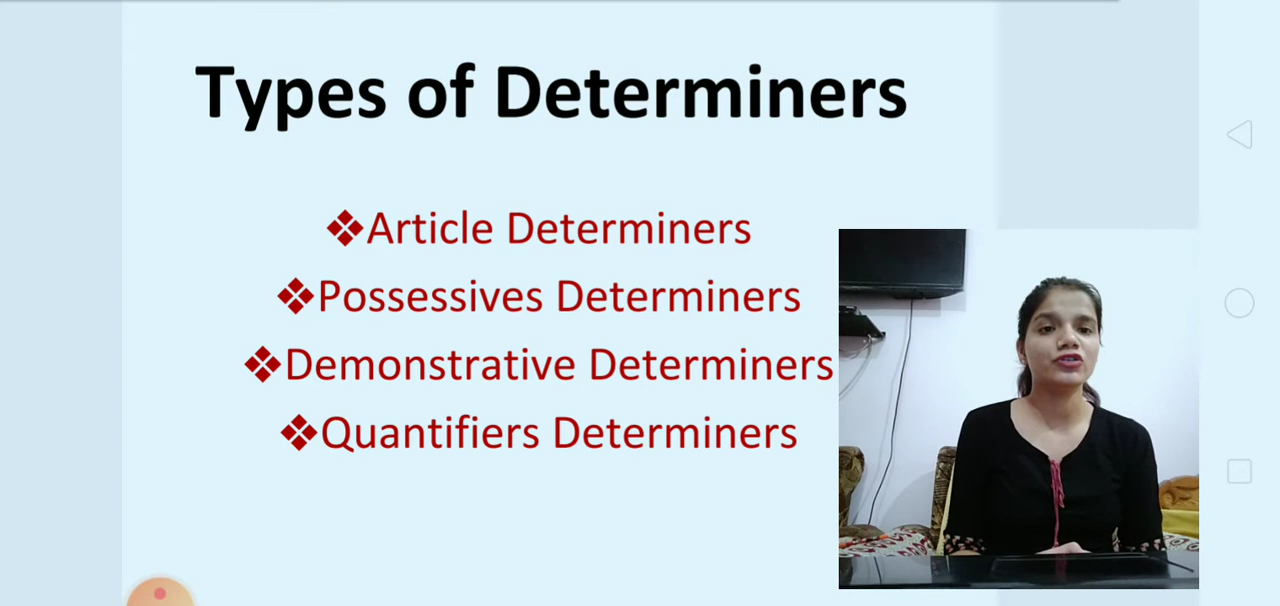 Types of Determiners
❖Article Determiners
❖Possessives Determiners
❖Demonstrative Determiners
❖Quantifiers Determiners